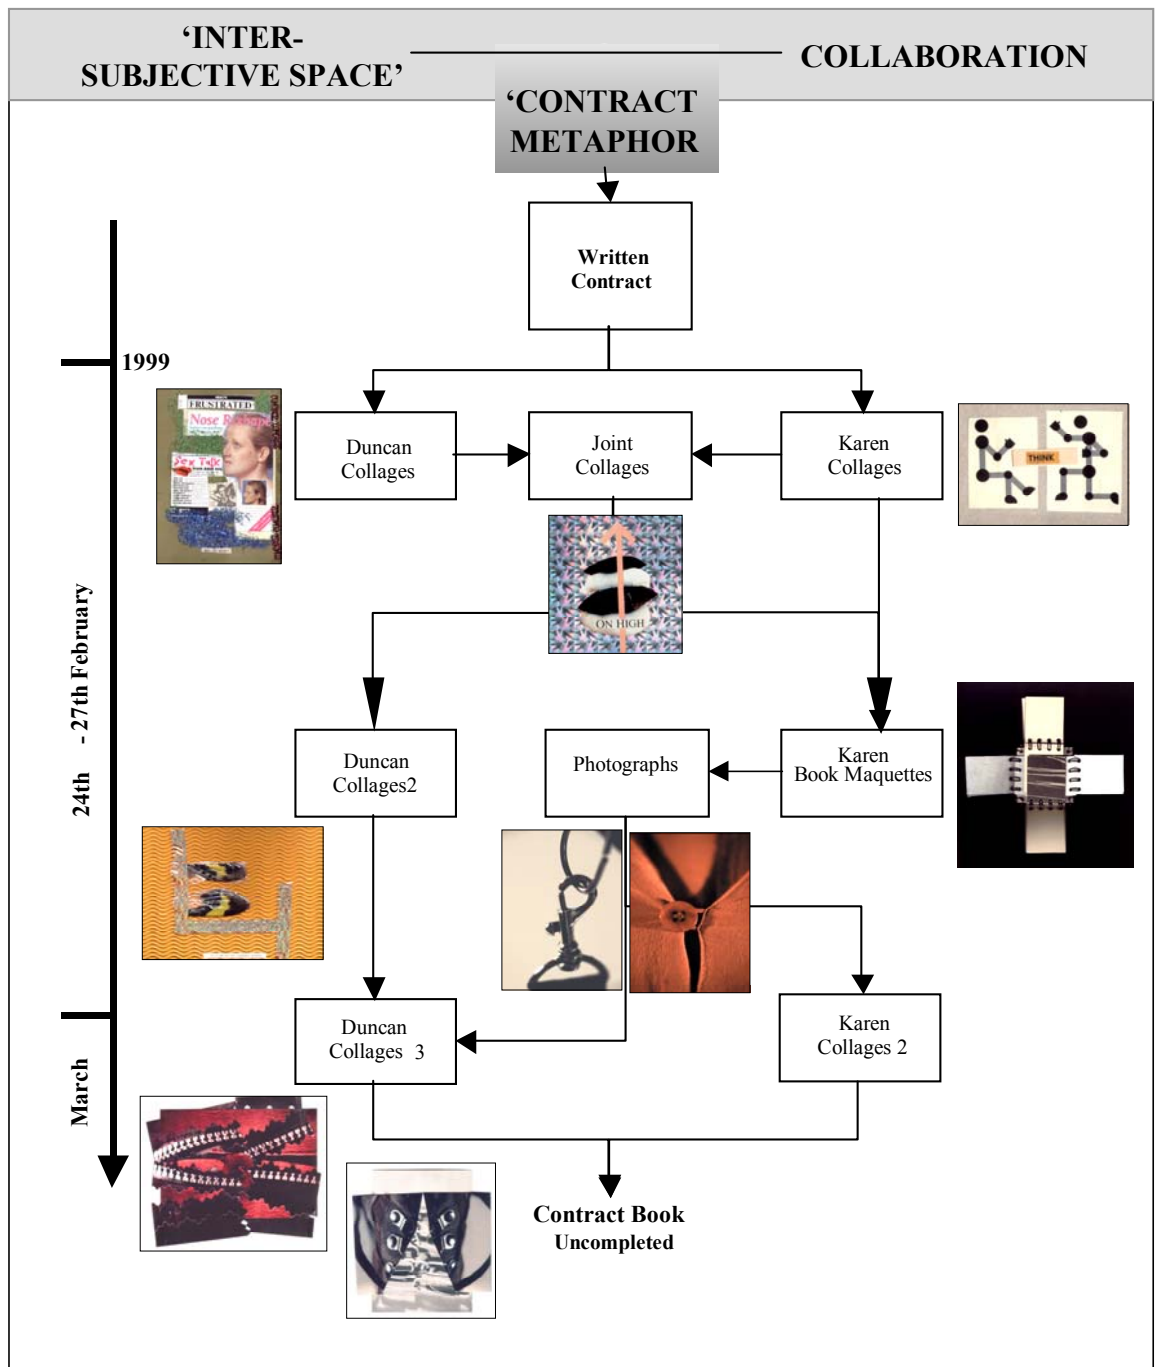 ‘INTER-
SUBJECTIVE SPACE’
COLLABORATION
‘CONTRACT
METAPHOR
Written
Contract
1999
FRUSTRATED
Nose
Sex Talk
Duncan
Collages
Joint
Collages
Karen
Collages
THINK
ON HIGH
24th - 27th February
Duncan
Collages2
Photographs
Karen
Book Maquettes
March
Duncan
Collages 3
Karen
Collages 2
Contract Book
Uncompleted